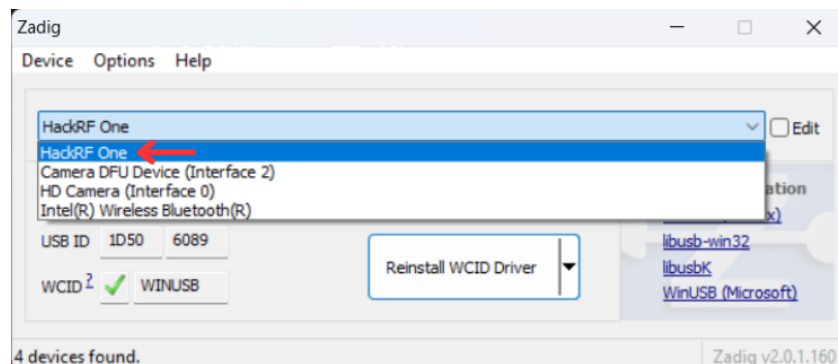 Zadig
Device Options Help
HackRF One
Edit
HackRF One
Camera DFU Device (Interface 2)
HD Camera (Interface 0)
Intel(R) Wireless Bluetooth(R)
USB ID 1D50 6089
WCID ? WINUSB
Reinstall WCID Driver
libusb-win32
libusbK
WinUSB (Microsoft)
4 devices found.
Zadig v2.0.1.160